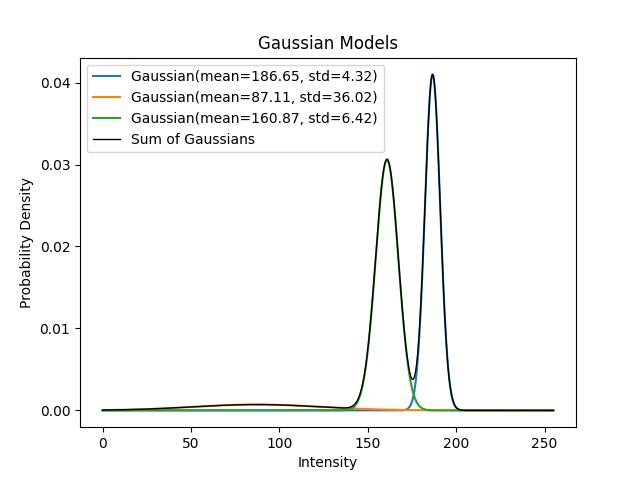 Gaussian Models
Gaussian(mean=186.65, std=4.32)
Gaussian(mean=87.11, std=36.02)
Gaussian(mean=160.87, std=6.42)
Sum of Gaussians
Probability Density
0.04
0.03
0.02
0.01
0.00
0
50
100
150
200
250
Intensity